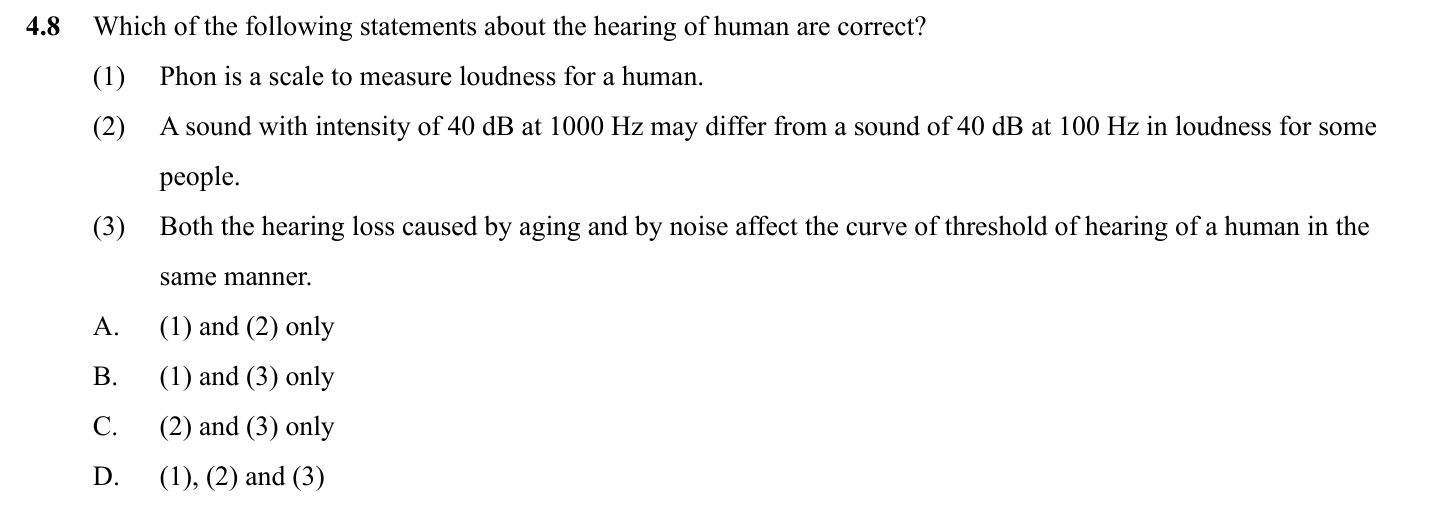 4.8 Which of the following statements about the hearing of human are correct?
(1) Phon is a scale to measure loudness for a human.
(2) A sound with intensity of 40 dB at 1000 Hz may differ from a sound of 40 dB at 100 Hz in loudness for some
people.
(3) Both the hearing loss caused by aging and by noise affect the curve of threshold of hearing of a human in the
same manner.
A. (1) and (2) only
B. (1) and (3) only
C. (2) and (3) only
D. (1), (2) and (3)